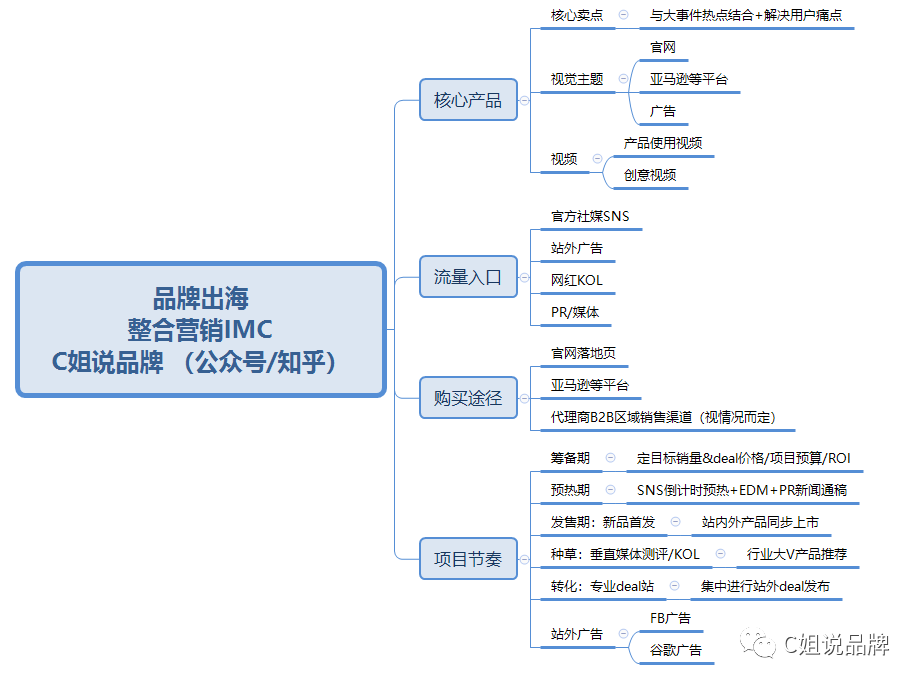 品牌出海
整合营销IMC
C姐说品牌 （公众号/知乎）
核心产品
核心卖点
与大事件热点结合+解决用户痛点
视觉主题
官网
亚马逊等平台
广告
视频
产品使用视频
创意视频
流量入口
官方社媒SNS
站外广告
网红KOL
PR/媒体
购买途径
官网落地页
亚马逊等平台
代理商B2B区域销售渠道（视情况而定）
项目节奏
筹备期
定目标销量&deal价格/项目预算/ROI
预热期
SNS倒计时预热+EDM+PR新闻通稿
发售期：新品首发
站内外产品同步上市
种草：垂直媒体测评/KOL
行业大V产品推荐
转化：专业deal站
集中进行站外deal发布
站外广告
FB广告
谷歌广告
C姐说品牌